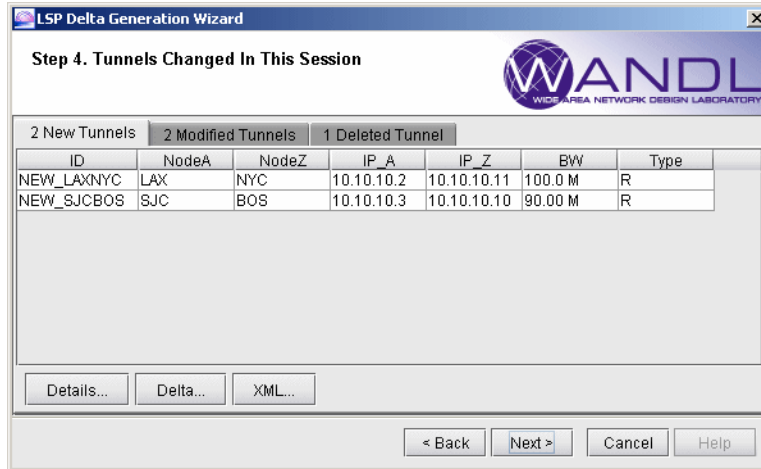 LSP Delta Generation Wizard
Step 4. Tunnels Changed In This Session
WANDL
WIDE AREA NETWORK DESIGN LABORATORY
2 New Tunnels 2 Modified Tunnels 1 Deleted Tunnel
ID NodeA NodeZ IP_A IP_Z BW Type
NEW_LAXNYC LAX NYC 10.10.10.2 10.10.10.11 100.0 M R
NEW_SJCBOS SJC BOS 10.10.10.3 10.10.10.10 90.00 M R
Details... Delta... XML...
< Back Next > Cancel Help